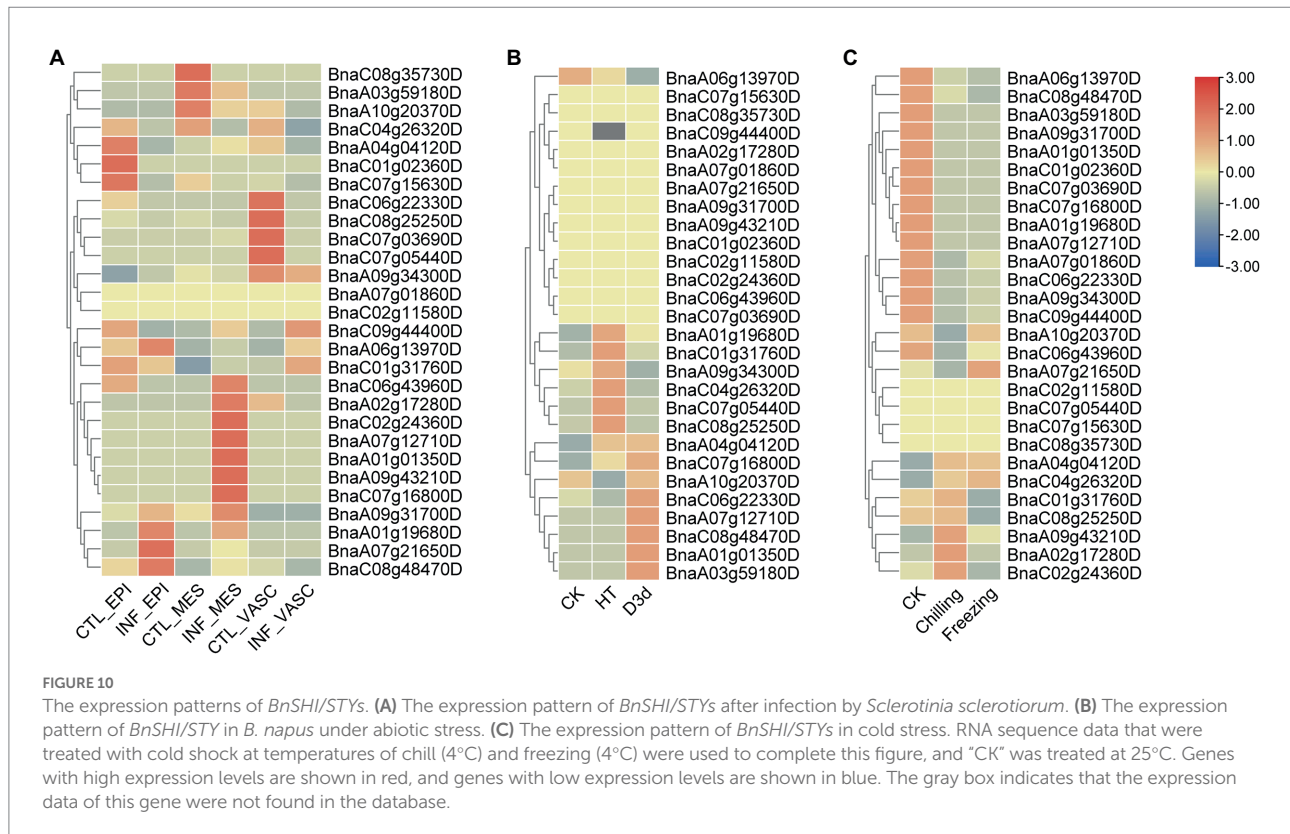 A
BnaC08g35730D
BnaA03g59180D
BnaA10g20370D
BnaC04g26320D
BnaA04g04120D
BnaC01g02360D
BnaC07g15630D
BnaC06g22330D
BnaC08g25250D
BnaC07g03690D
BnaC07g05440D
BnaA09g34300D
BnaA07g01860D
BnaC02g11580D
BnaC09g44400D
BnaA06g13970D
BnaC01g31760D
BnaC06g43960D
BnaA02g17280D
BnaC02g24360D
BnaA07g12710D
BnaA01g01350D
BnaA09g43210D
BnaC07g16800D
BnaA09g31700D
BnaA01g19680D
BnaA07g21650D
BnaC08g48470D
CTL_EPI
INF_EPI
CTL_MES
INF_MES
CTL_VASC
INF_VASC
B
BnaA06g13970D
BnaC07g15630D
BnaC08g35730D
BnaC09g44400D
BnaA02g17280D
BnaA07g01860D
BnaA07g21650D
BnaA09g31700D
BnaA09g43210D
BnaC01g02360D
BnaC02g11580D
BnaC02g24360D
BnaC06g43960D
BnaC07g03690D
BnaA01g19680D
BnaC01g31760D
BnaA09g34300D
BnaC04g26320D
BnaC07g05440D
BnaC08g25250D
BnaA04g04120D
BnaC07g16800D
BnaA10g20370D
BnaC06g22330D
BnaA07g12710D
BnaC08g48470D
BnaA01g01350D
BnaA03g59180D
CK
HT
D3d
C
BnaA06g13970D
BnaC08g48470D
BnaA03g59180D
BnaA09g31700D
BnaA01g01350D
BnaC01g02360D
BnaC07g03690D
BnaC07g16800D
BnaA01g19680D
BnaA07g12710D
BnaA07g01860D
BnaC06g22330D
BnaA09g34300D
BnaC09g44400D
BnaA10g20370D
BnaC06g43960D
BnaA07g21650D
BnaC02g11580D
BnaC07g05440D
BnaC07g15630D
BnaC08g35730D
BnaA04g04120D
BnaC04g26320D
BnaC01g31760D
BnaC08g25250D
BnaA09g43210D
BnaA02g17280D
BnaC02g24360D
CK
Chilling
Freezing
3.00
2.00
1.00
0.00
-1.00
-2.00
-3.00
FIGURE 10
The expression patterns of BnSHI/STYs. (A) The expression pattern of BnSHI/STYs after infection by Sclerotinia sclerotiorum. (B) The expression
pattern of BnSHI/STY in B. napus under abiotic stress. (C) The expression pattern of BnSHI/STYs in cold stress. RNA sequence data that were
treated with cold shock at temperatures of chill (4°C) and freezing (4°C) were used to complete this figure, and “CK” was treated at 25°C. Genes
with high expression levels are shown in red, and genes with low expression levels are shown in blue. The gray box indicates that the expression
data of this gene were not found in the database.